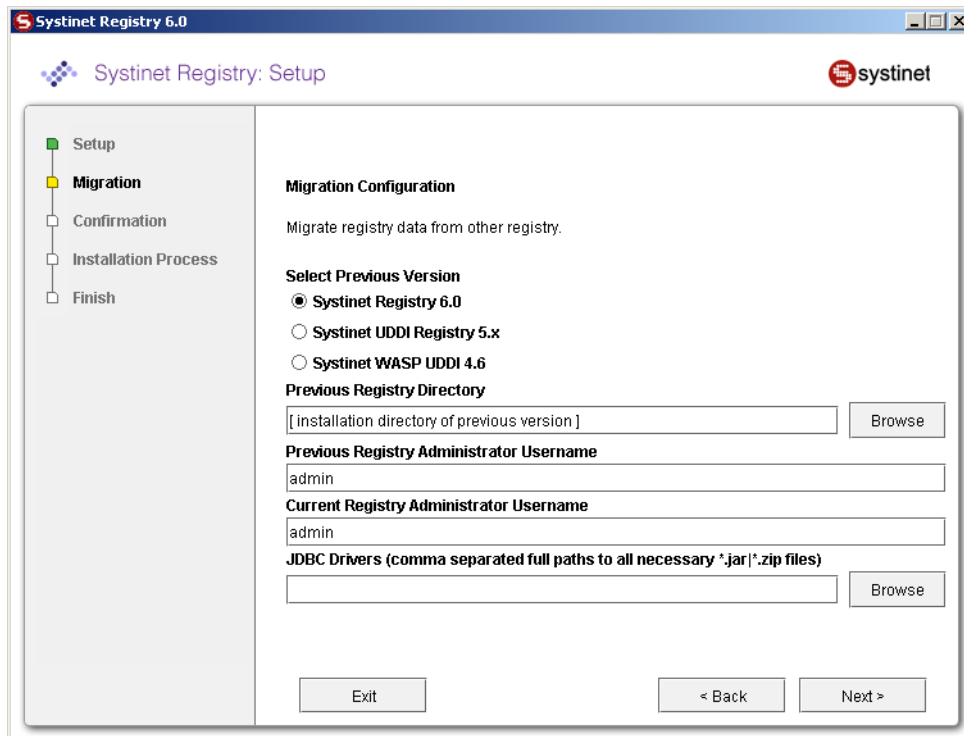 Systinet Registry 6.0
Systinet Registry: Setup
systinet
Setup
Migration
Confirmation
Installation Process
Finish
Migration Configuration
Migrate registry data from other registry.
Select Previous Version
Systinet Registry 6.0
Systinet UDDI Registry 5.x
Systinet WASP UDDI 4.6
Previous Registry Directory
[ installation directory of previous version ]
Browse
Previous Registry Administrator Username
admin
Current Registry Administrator Username
admin
JDBC Drivers (comma separated full paths to all necessary *.jar|*.zip files)
Browse
Exit
< Back
Next >